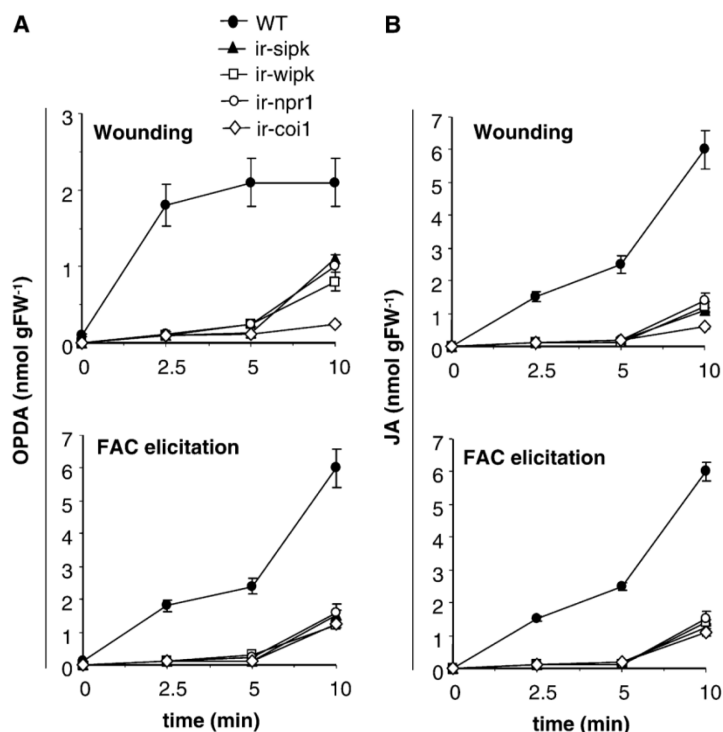 A
B
WT
ir-sipk
ir-wipk
ir-npr1
ir-coi1
Wounding
3
2
1
0
0 2.5 5 10
Wounding
7
6
5
4
3
2
1
0
0 2.5 5 10
OPDA (nmol gFW-1)
JA (nmol gFW-1)
FAC elicitation
7
6
5
4
3
2
1
0
0 2.5 5 10
time (min)
FAC elicitation
7
6
5
4
3
2
1
0
0 2.5 5 10
time (min)